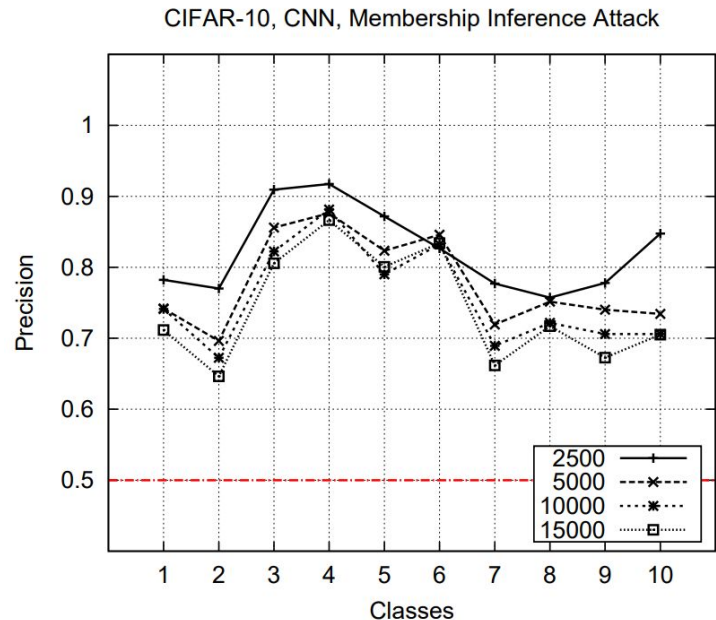 CIFAR-10, CNN, Membership Inference Attack
Precision
1
0.9
0.8
0.7
0.6
0.5
2500
5000
10000
15000
1 2 3 4 5 6 7 8 9 10
Classes